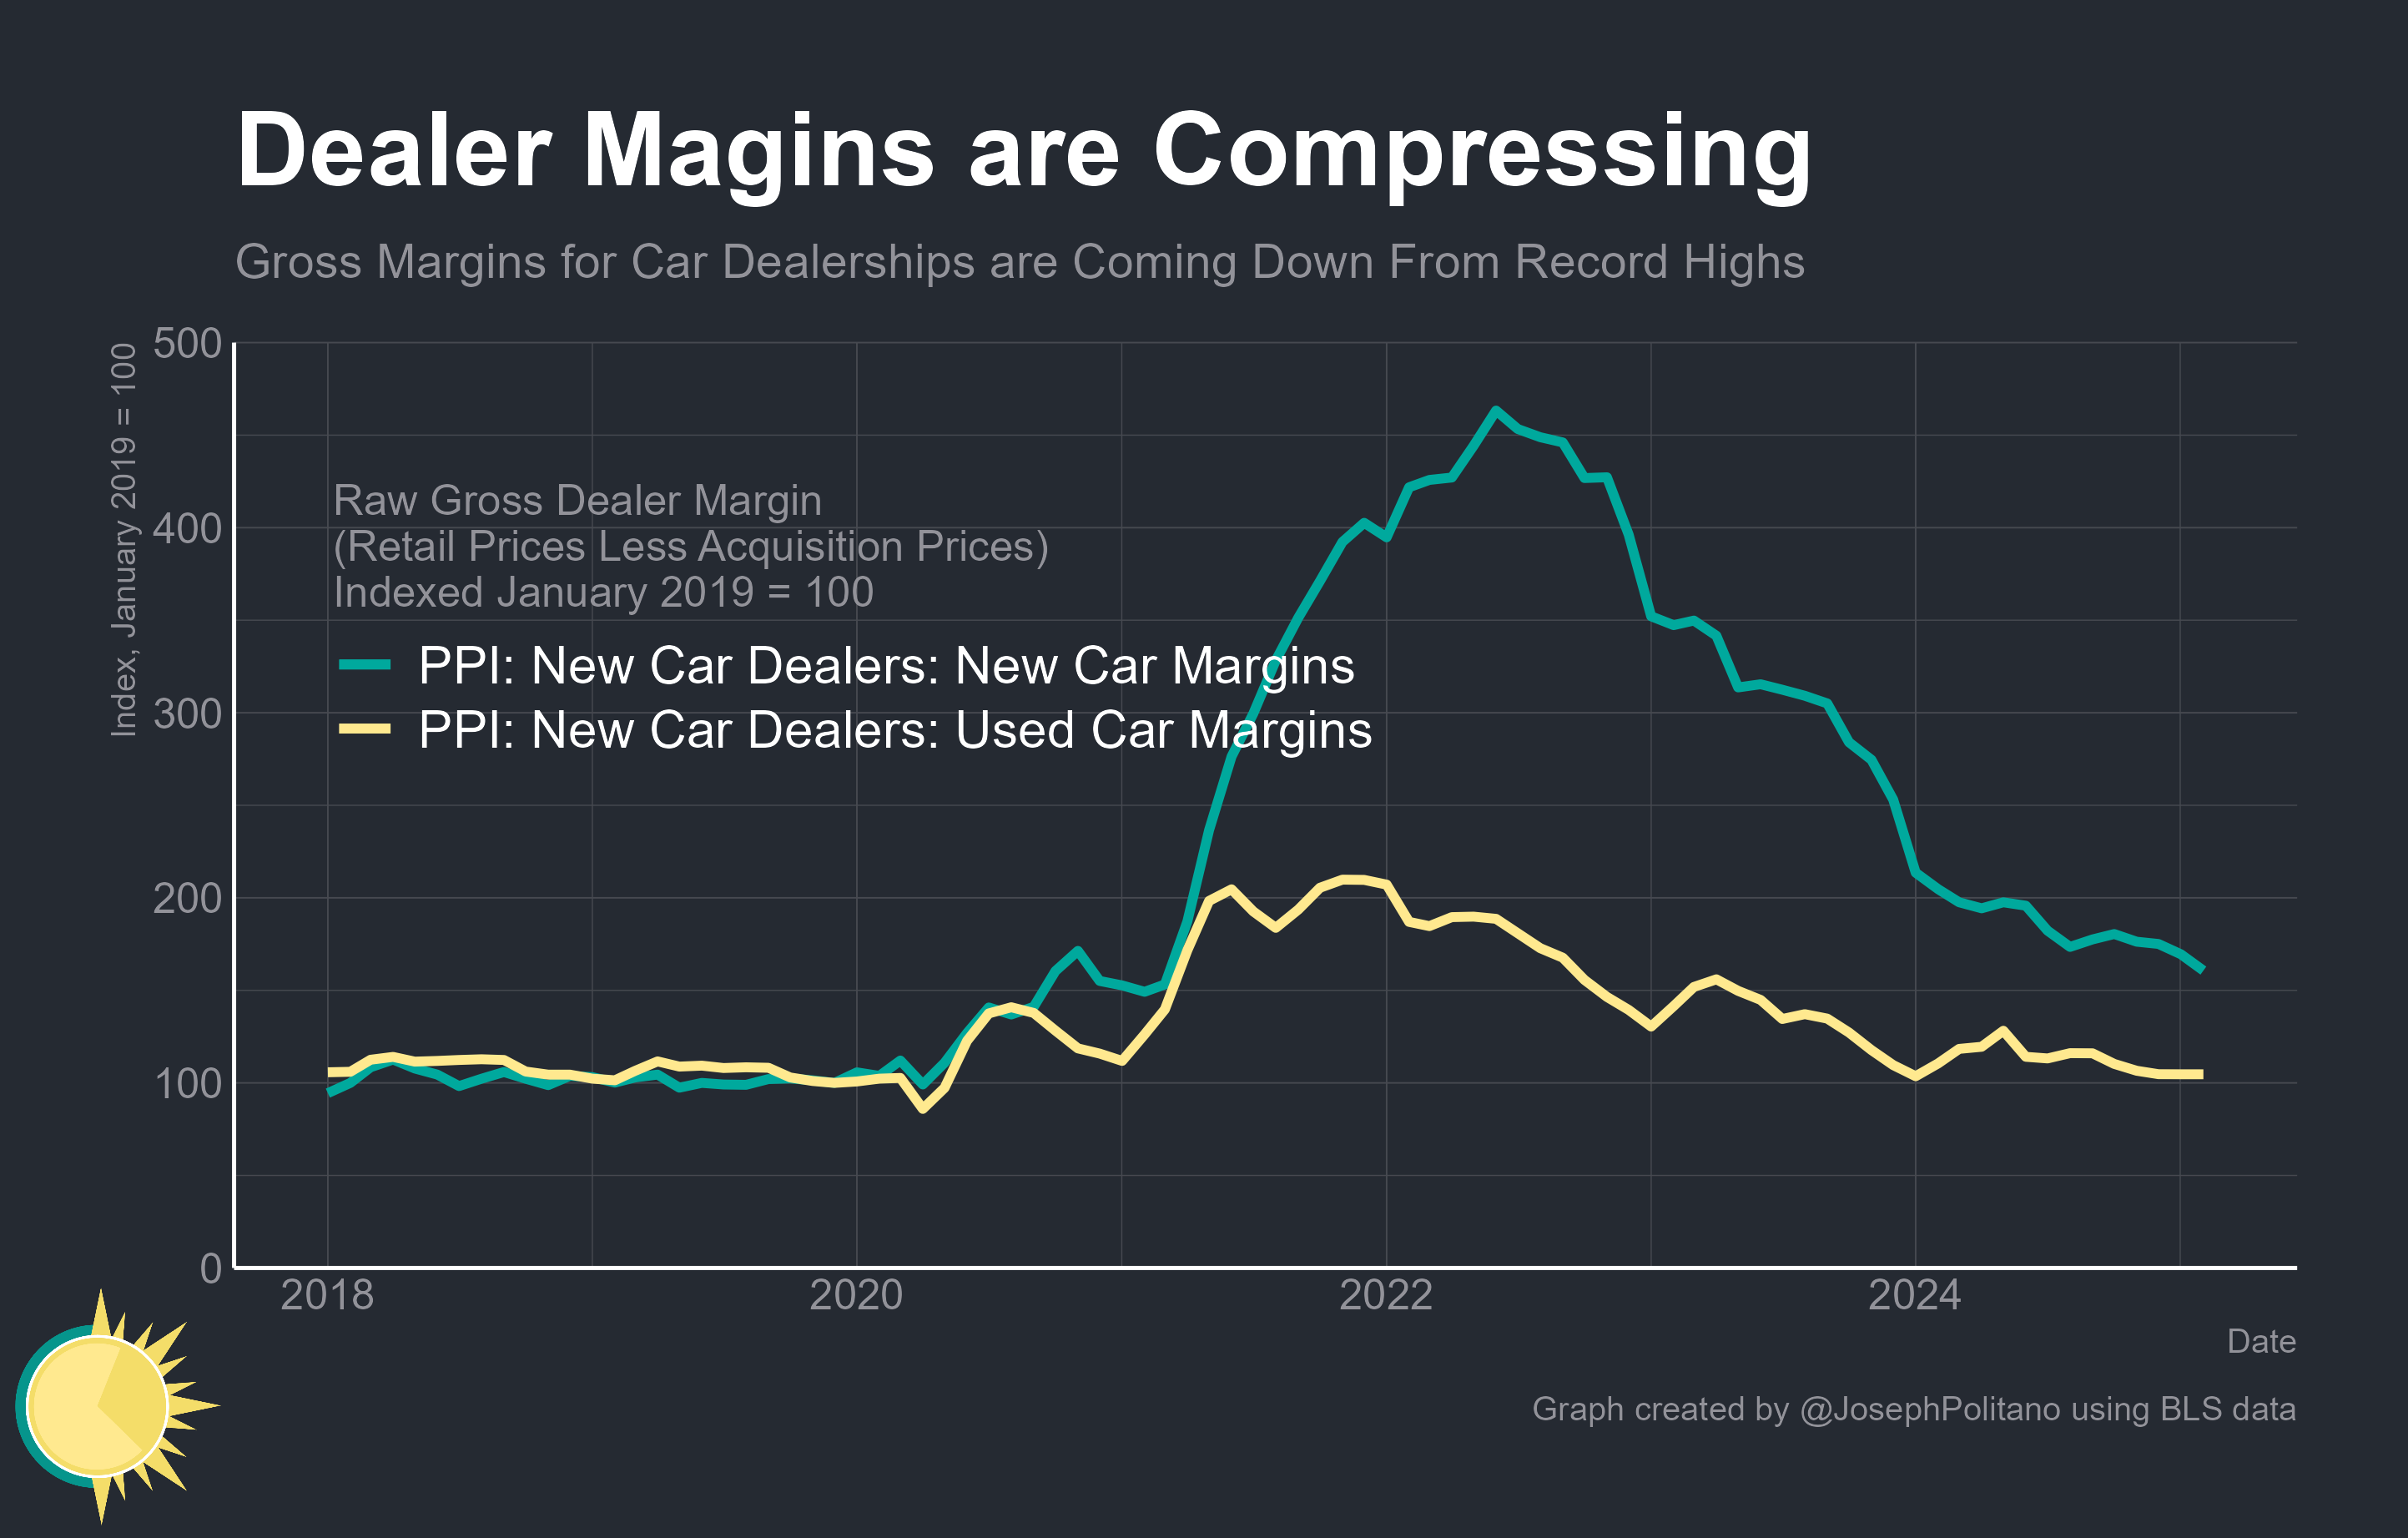 Dealer Magins are Compressing
Gross Margins for Car Dealerships are Coming Down From Record Highs
Index, January 2019 = 100
500
400
300
200
100
0
Raw Gross Dealer Margin
(Retail Prices Less Acquisition Prices)
Indexed January 2019 = 100
PPI: New Car Dealers: New Car Margins
PPI: New Car Dealers: Used Car Margins
2018
2020
2022
2024
Date
Graph created by @JosephPolitano using BLS data